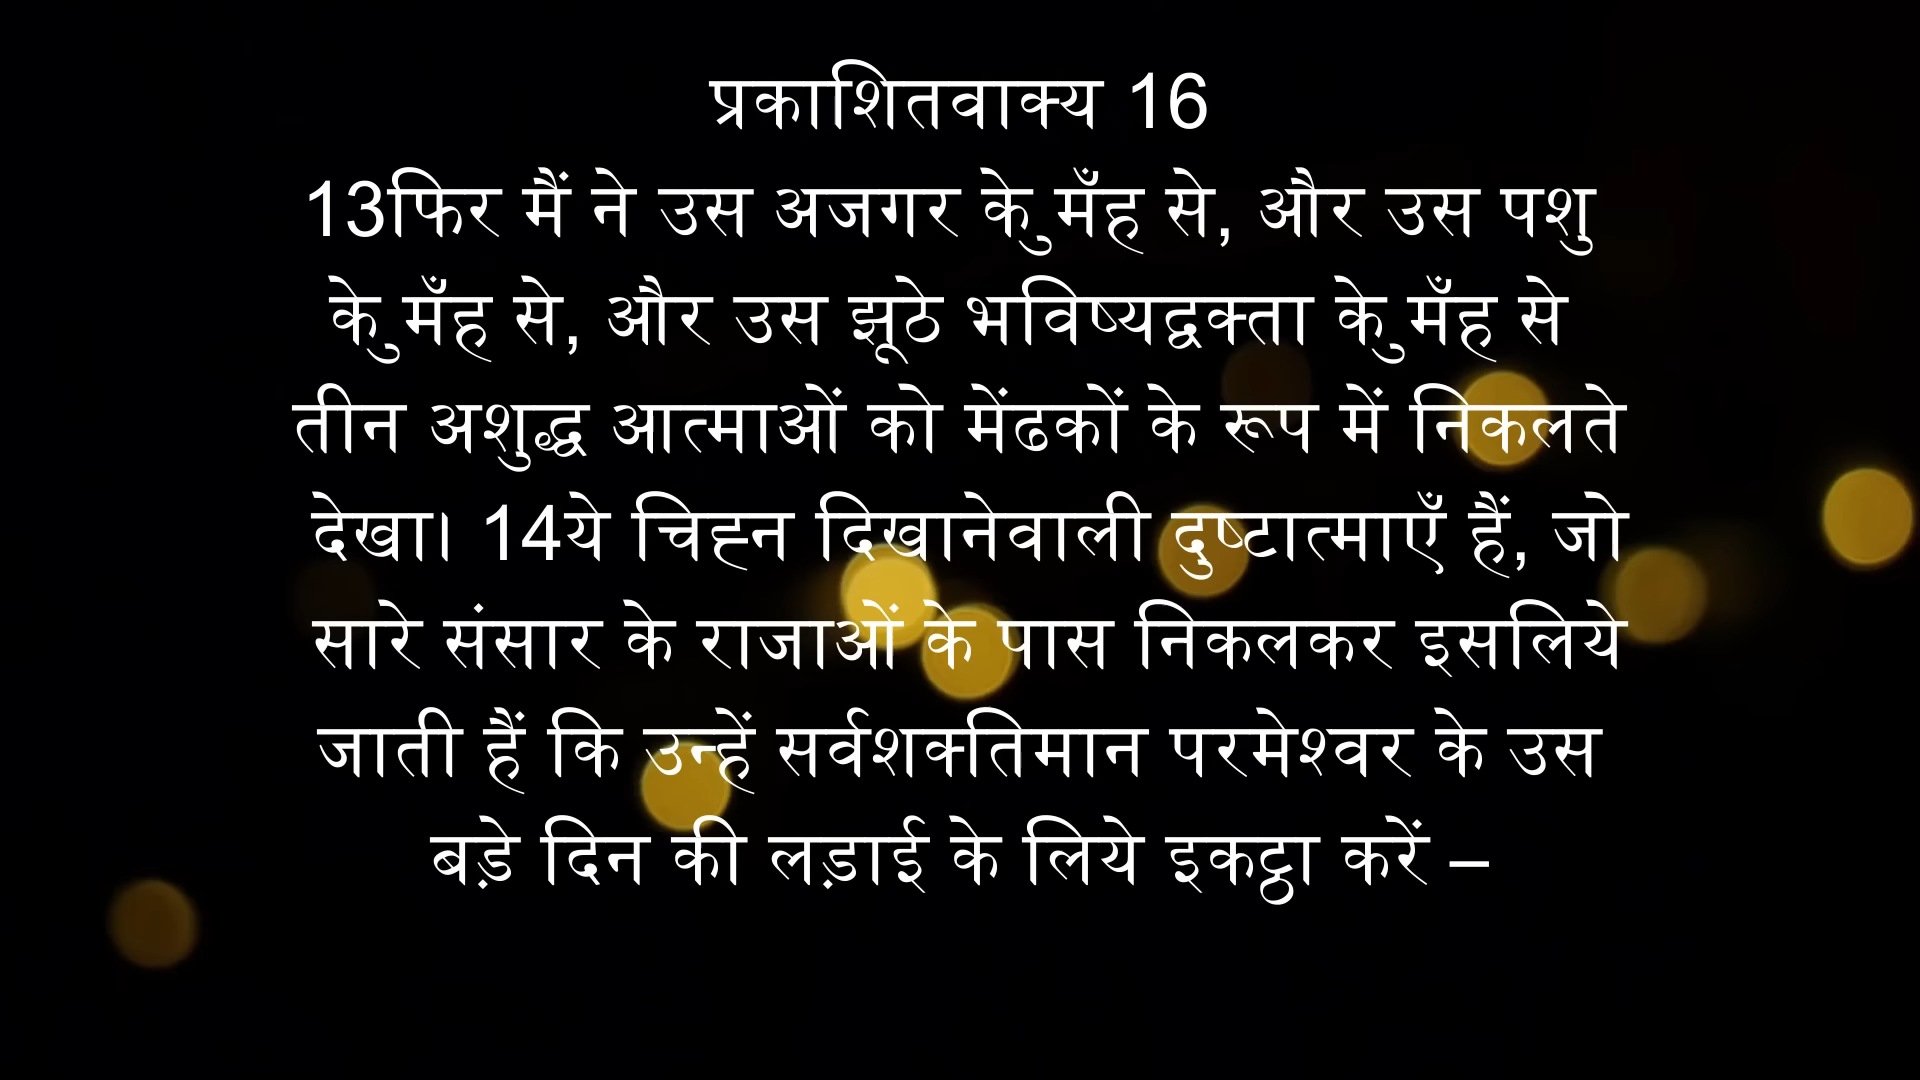 प्रकाशितवाक्य 16
13फिर मैं ने उस अजगर के ुमँह से, और उस पशु
के ुमँह से, और उस झूठे भविष्यद्वक्‍ता के ुमँह से
तीन अशुद्ध आत्माओं को मेंढकों के रूप में निकलते
देखा। 14ये चिह्‍न दिखानेवाली दुष्‍टात्माएँ हैं, जो
सारे संसार के राजाओं के पास निकलकर इसलिये
जाती हैं कि उन्हें सर्वशक्‍तिमान परमेश्‍वर के उस
बड़े दिन की लड़ाई के लिये इकट्ठा करें –